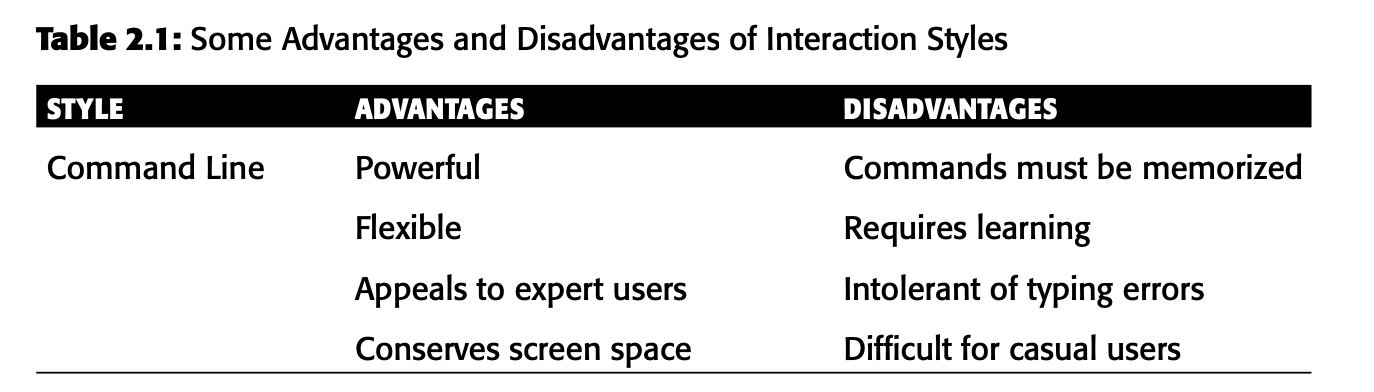 Table 2.1: Some Advantages and Disadvantages of Interaction Styles
STYLE ADVANTAGES DISADVANTAGES
Command Line Powerful Commands must be memorized
Flexible Requires learning
Appeals to expert users Intolerant of typing errors
Conserves screen space Difficult for casual users